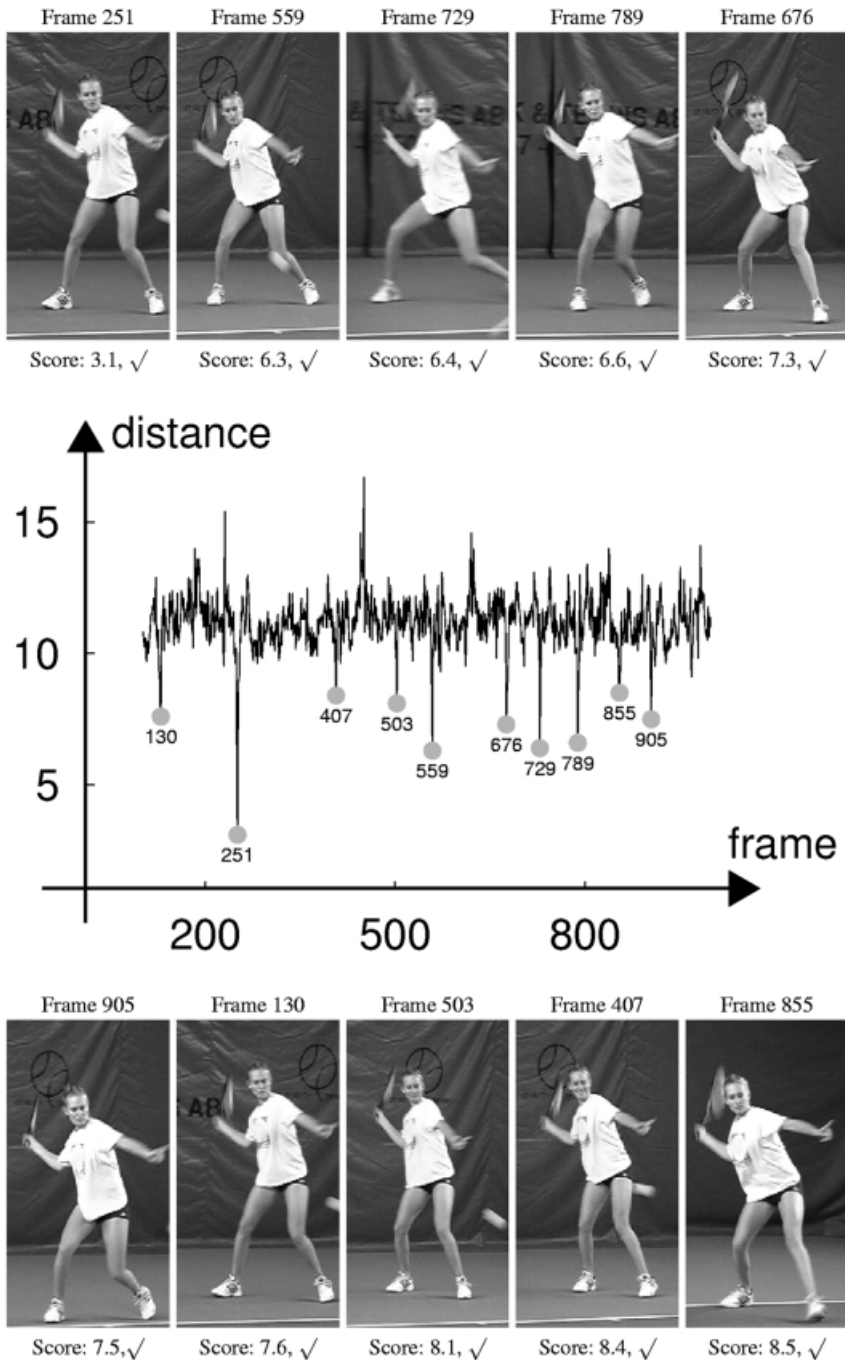 Frame 251 Frame 559 Frame 729 Frame 789 Frame 676
Score: 3.1, √ Score: 6.3, √ Score: 6.4, √ Score: 6.6, √ Score: 7.3, √
distance
15
10
5
130
251
407
503
559
676
729
789
855
905
frame
200 500 800
Frame 905 Frame 130 Frame 503 Frame 407 Frame 855
Score: 7.5,√ Score: 7.6, √ Score: 8.1, √ Score: 8.4, √ Score: 8.5, √